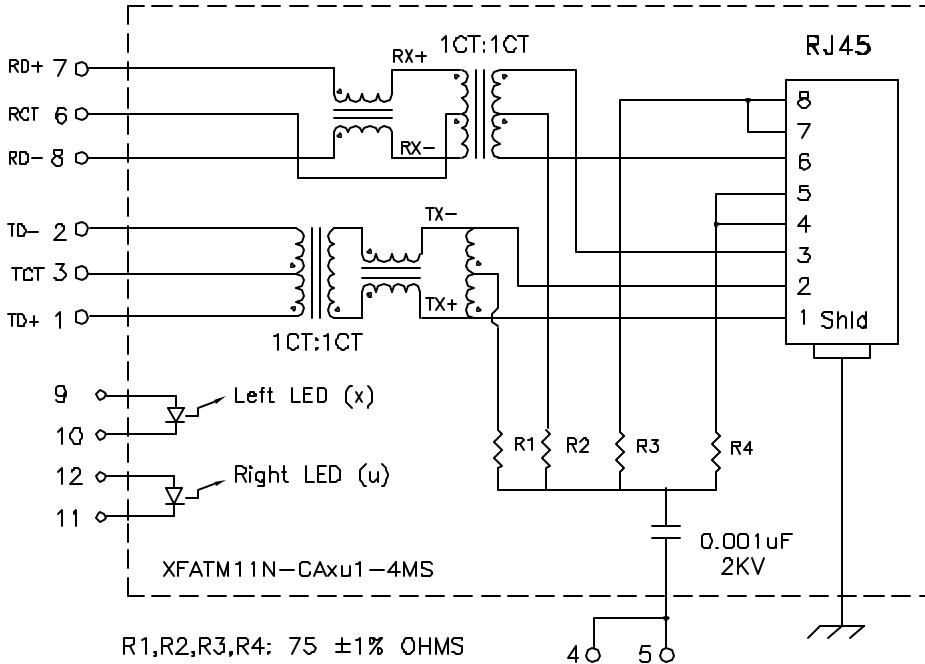 1CT:1CT
RJ45
RD+ 7
RX+
8
7
RCT 6
RD- 8
RX-
6
5
4
TD- 2
TX-
3
TCT 3
2
TD+ 1
TX+
1 Shld
1CT:1CT
9
Left LED (x)
10
R1
R2
R3
R4
12
Right LED (u)
11
0.001uF
2KV
XFATM11N-CAxu1-4MS
R1,R2,R3,R4: 75 ±1% OHMS
4
5